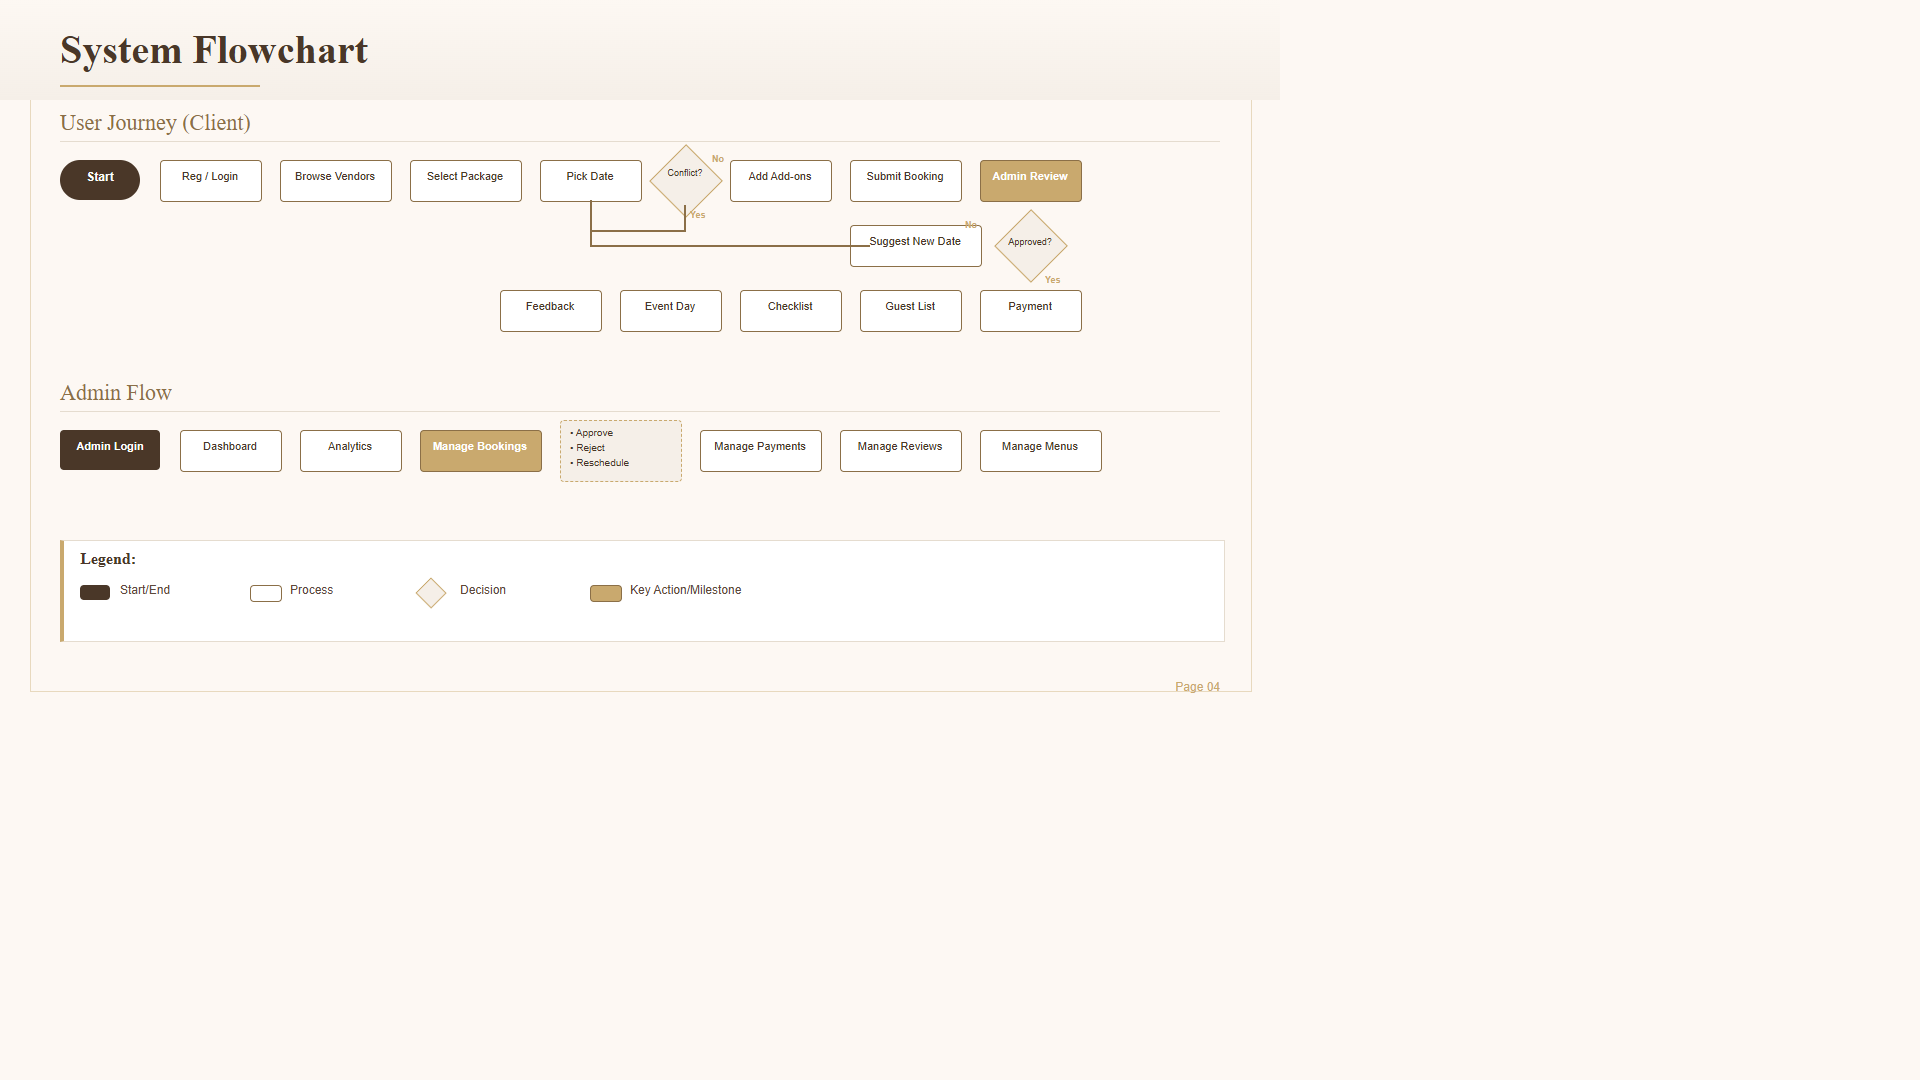 System Flowchart
User Journey (Client)
Start
Reg / Login
Browse Vendors
Select Package
Pick Date
Conflict?
No
Yes
Add Add-ons
Submit Booking
Admin Review
Suggest New Date
No
Approved?
Yes
Feedback
Event Day
Checklist
Guest List
Payment
Admin Flow
Admin Login
Dashboard
Analytics
Manage Bookings
• Approve
• Reject
• Reschedule
Manage Payments
Manage Reviews
Manage Menus
Legend:
Start/End
Process
Decision
Key Action/Milestone
Page 04